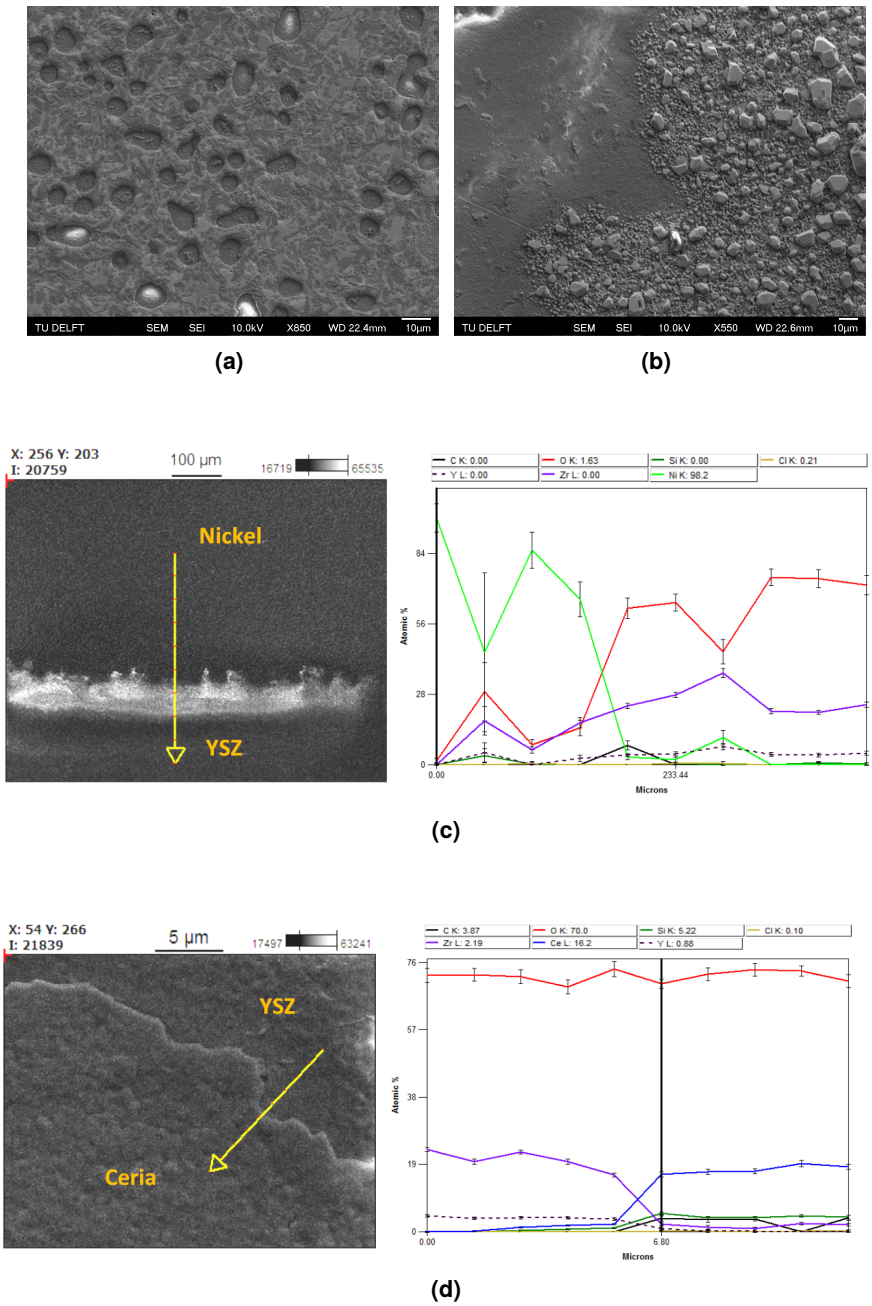 TU DELFT SEM SEI 10.0kV X850 WD 22.4mm 10µm
(a)
TU DELFT SEM SEI 10.0kV X550 WD 22.6mm 10µm
(b)
X: 256 Y: 203
I: 20759
100 µm
16719 65535
Nickel
YSZ
C K: 0.00 O K: 1.63 Si K: 0.00 Cl K: 0.21
Y L: 0.00 Zr L: 0.00 Ni K: 98.2
Atomic %
84
56
28
0
0.00 233.44
Microns
(c)
X: 54 Y: 266
I: 21839
5 µm
17497 63241
YSZ
Ceria
C K: 3.87 O K: 70.0 Si K: 5.22 Cl K: 0.10
Zr L: 2.19 Ce L: 16.2 Y L: 0.88
Atomic %
76
57
38
19
0
0.00 6.80
Microns
(d)